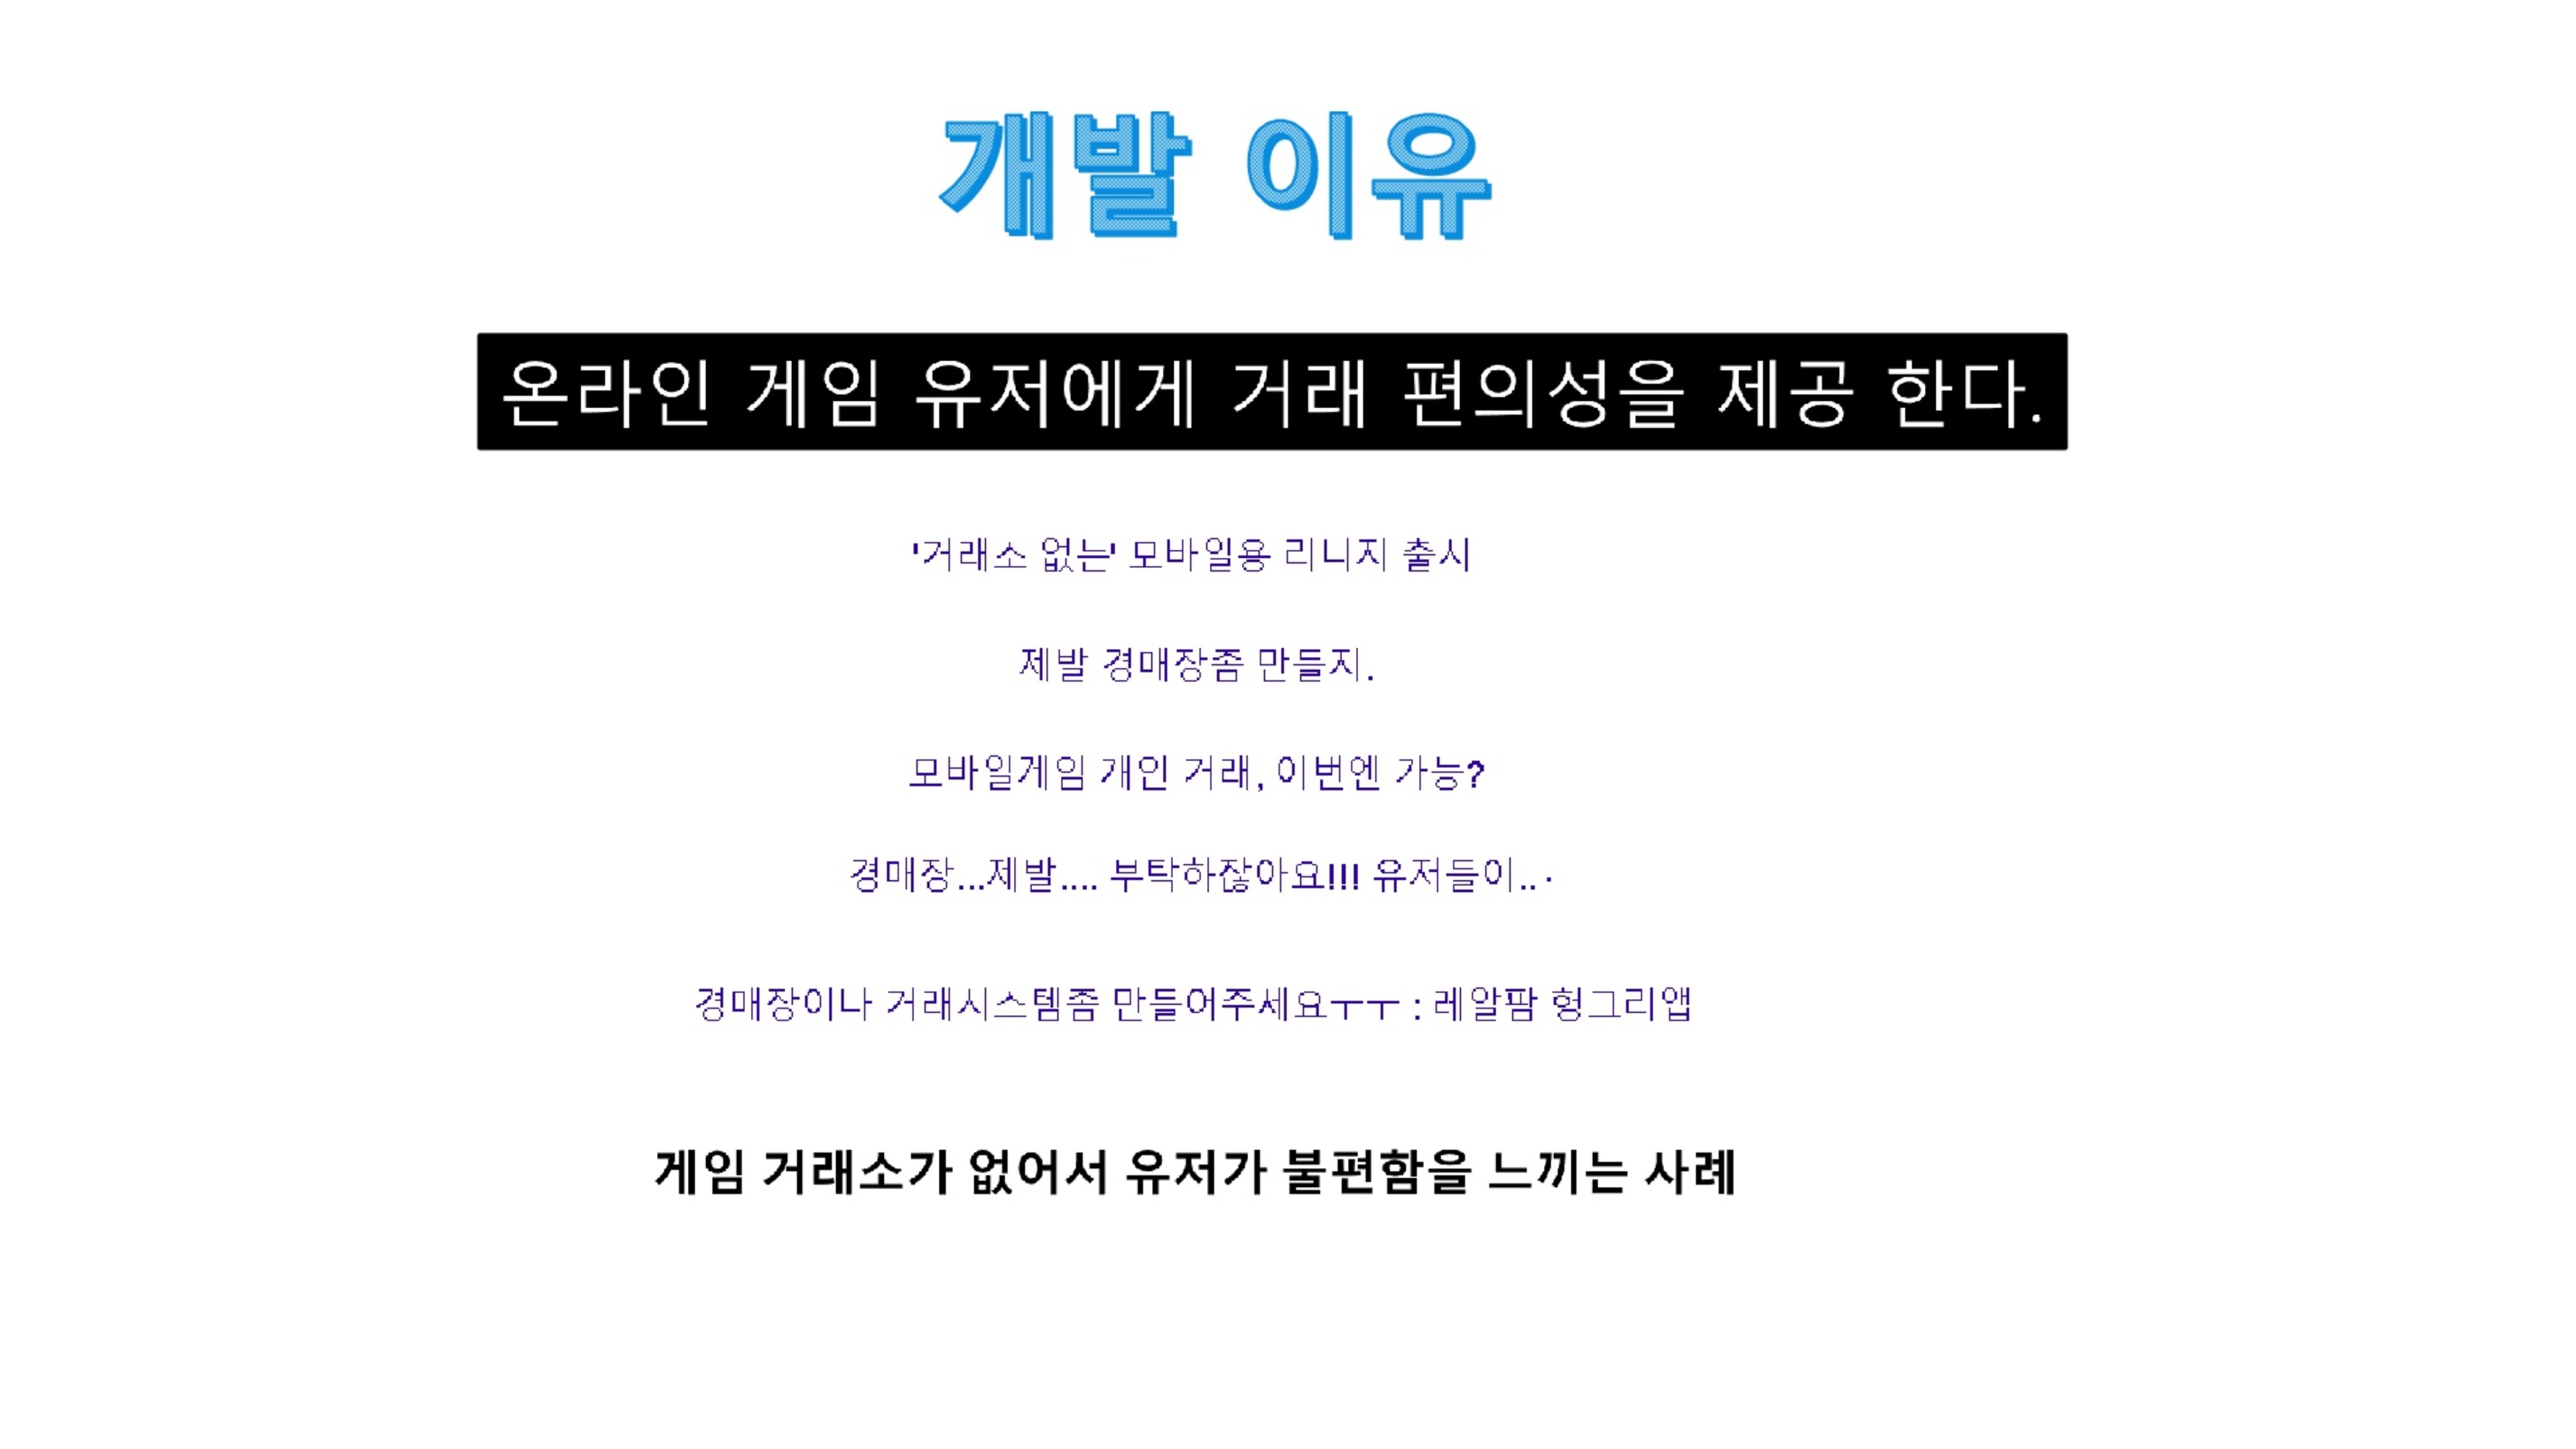 개발 이유
온라인 게임 유저에게 거래 편의성을 제공 한다.
'거래소 없는' 모바일용 리니지 출시
제발 경매장좀 만들지.
모바일게임 개인 거래, 이번엔 가능?
경매장...제발.... 부탁하잖아요!!! 유저들이...
경매장이나 거래시스템좀 만들어주세요ㅜㅜ : 레알팜 헝그리앱
게임 거래소가 없어서 유저가 불편함을 느끼는 사례